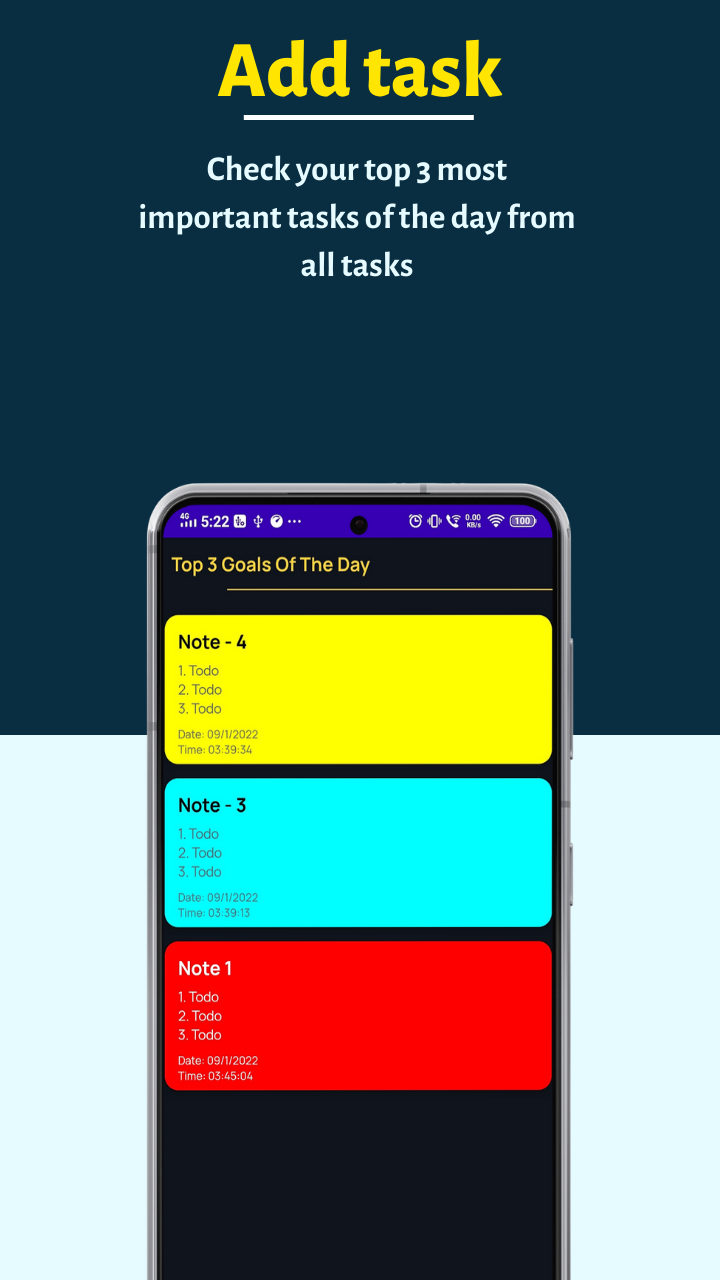 Add task
Check your top 3 most
important tasks of the day from
all tasks
4G 5:22 0.00 KB/s 100
Top 3 Goals Of The Day
Note - 4
1. Todo
2. Todo
3. Todo
Date: 09/1/2022
Time: 03:39:34
Note - 3
1. Todo
2. Todo
3. Todo
Date: 09/1/2022
Time: 03:39:13
Note 1
1. Todo
2. Todo
3. Todo
Date: 09/1/2022
Time: 03:45:04